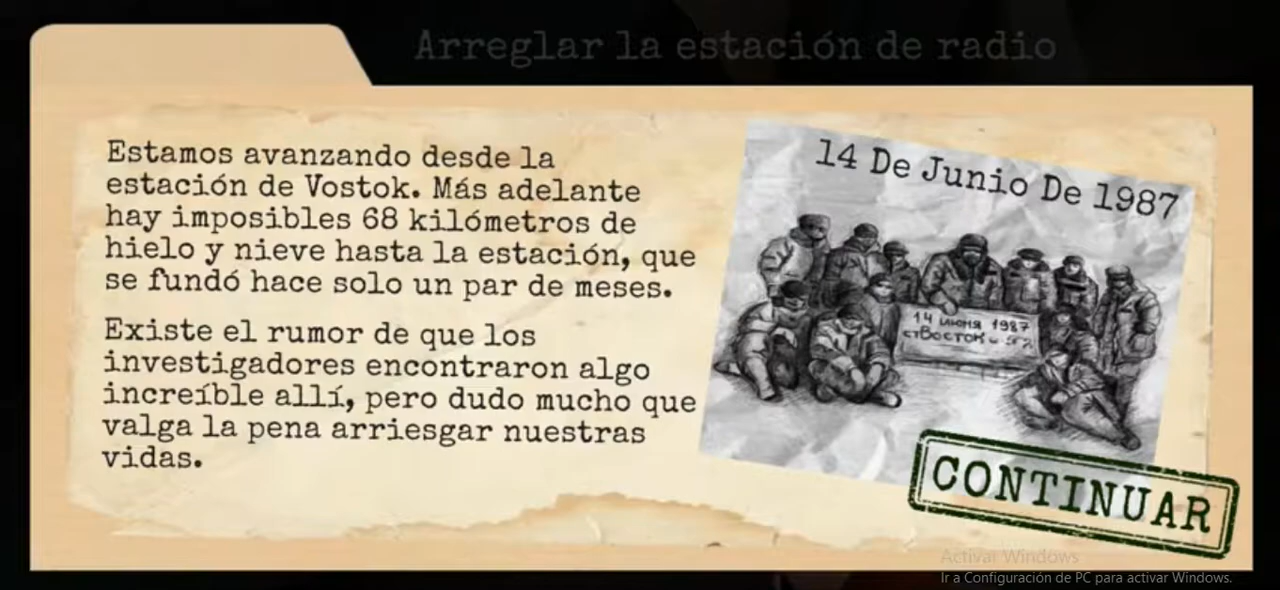 Arreglar la estación de radio
Estamos avanzando desde la
estación de Vostok. Más adelante
hay imposibles 68 kilómetros de
hielo y nieve hasta la estación, que
se fundó hace solo un par de meses.
Existe el rumor de que los
investigadores encontraron algo
increíble allí, pero dudo mucho que
valga la pena arriesgar nuestras
vidas.
14 De Junio De 1987
14 июня 1987
стВосток
CONTINUAR
Activar Windows
Ir a Configuración de PC para activar Windows.